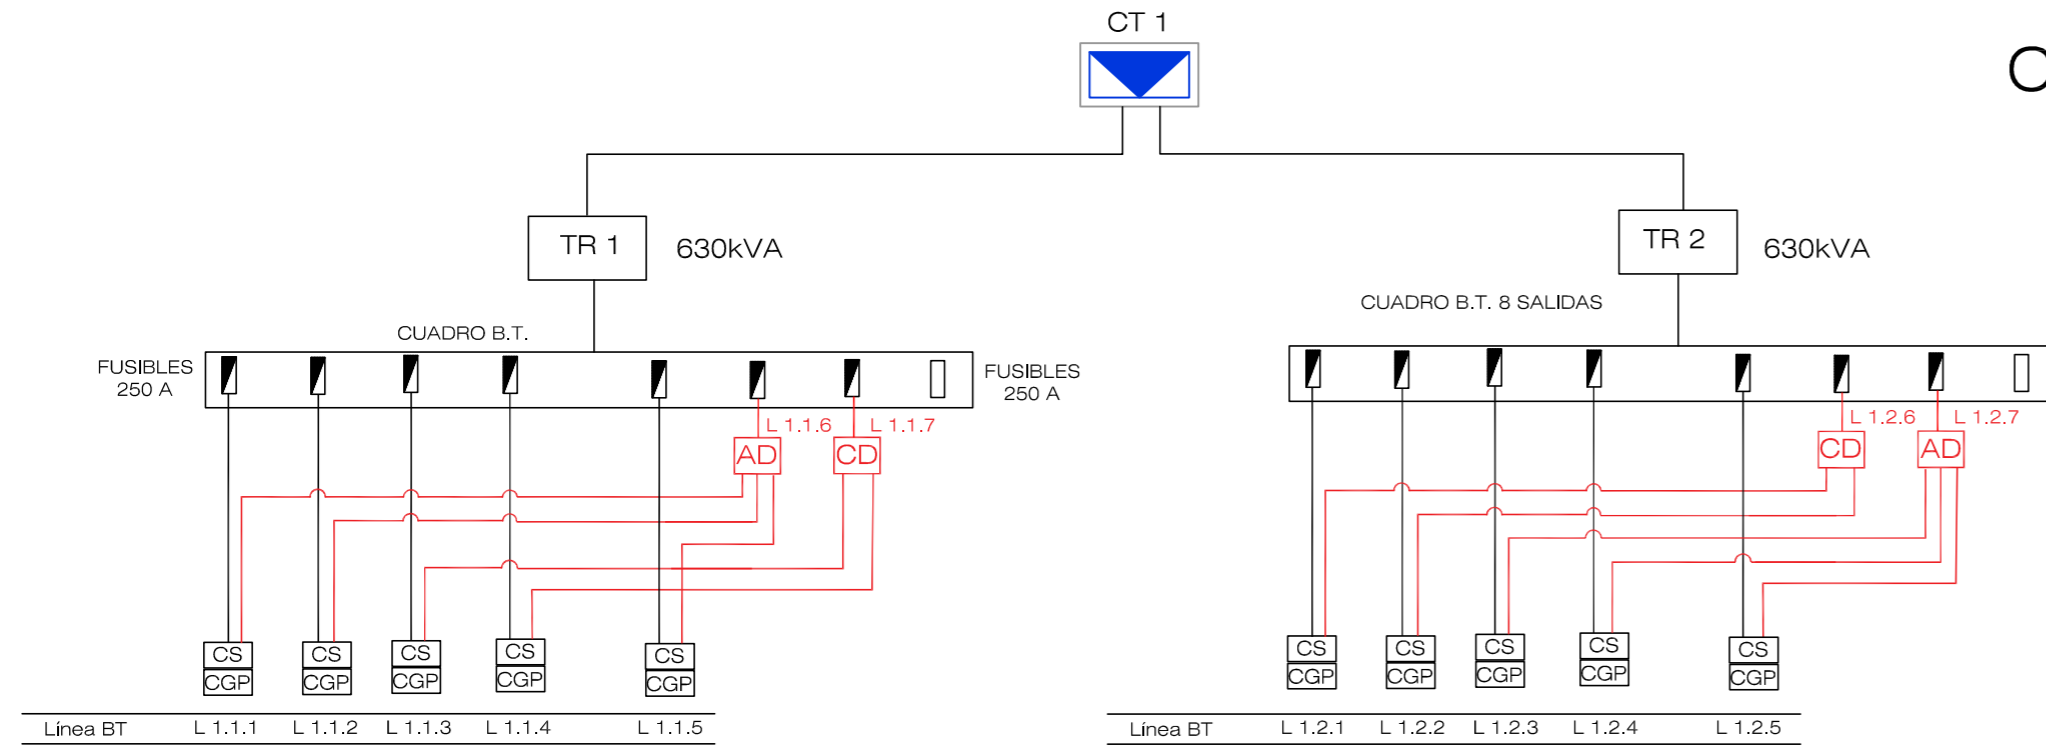 CT 1
TR 1
630kVA
TR 2
630kVA
CUADRO B.T. 8 SALIDAS
CUADRO B.T.
FUSIBLES
250 A
FUSIBLES
250 A
L 1.1.6
L 1.1.7
L 1.2.6
L 1.2.7
AD
CD
CD
AD
CS
CS
CS
CS
CS
CGP
CGP
CGP
CGP
CGP
CS
CS
CS
CS
CS
CGP
CGP
CGP
CGP
CGP
Línea BT L 1.1.1 L 1.1.2 L 1.1.3 L 1.1.4 L 1.1.5
Línea BT L 1.2.1 L 1.2.2 L 1.2.3 L 1.2.4 L 1.2.5